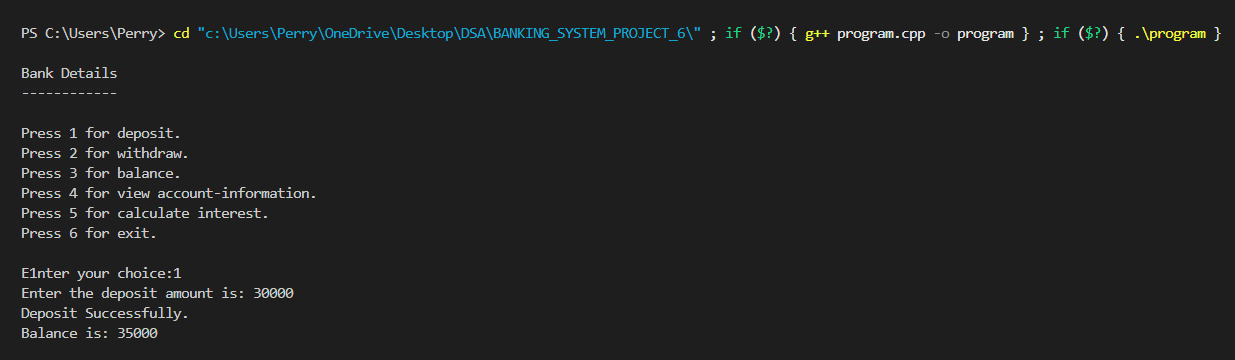 PS C:\Users\Perry> cd "c:\Users\Perry\OneDrive\Desktop\DSA\BANKING_SYSTEM_PROJECT_6\" ; if ($?) { g++ program.cpp -o program } ; if ($?) { .\program }
Bank Details
------------
Press 1 for deposit.
Press 2 for withdraw.
Press 3 for balance.
Press 4 for view account-information.
Press 5 for calculate interest.
Press 6 for exit.
E1nter your choice:1
Enter the deposit amount is: 30000
Deposit Successfully.
Balance is: 35000